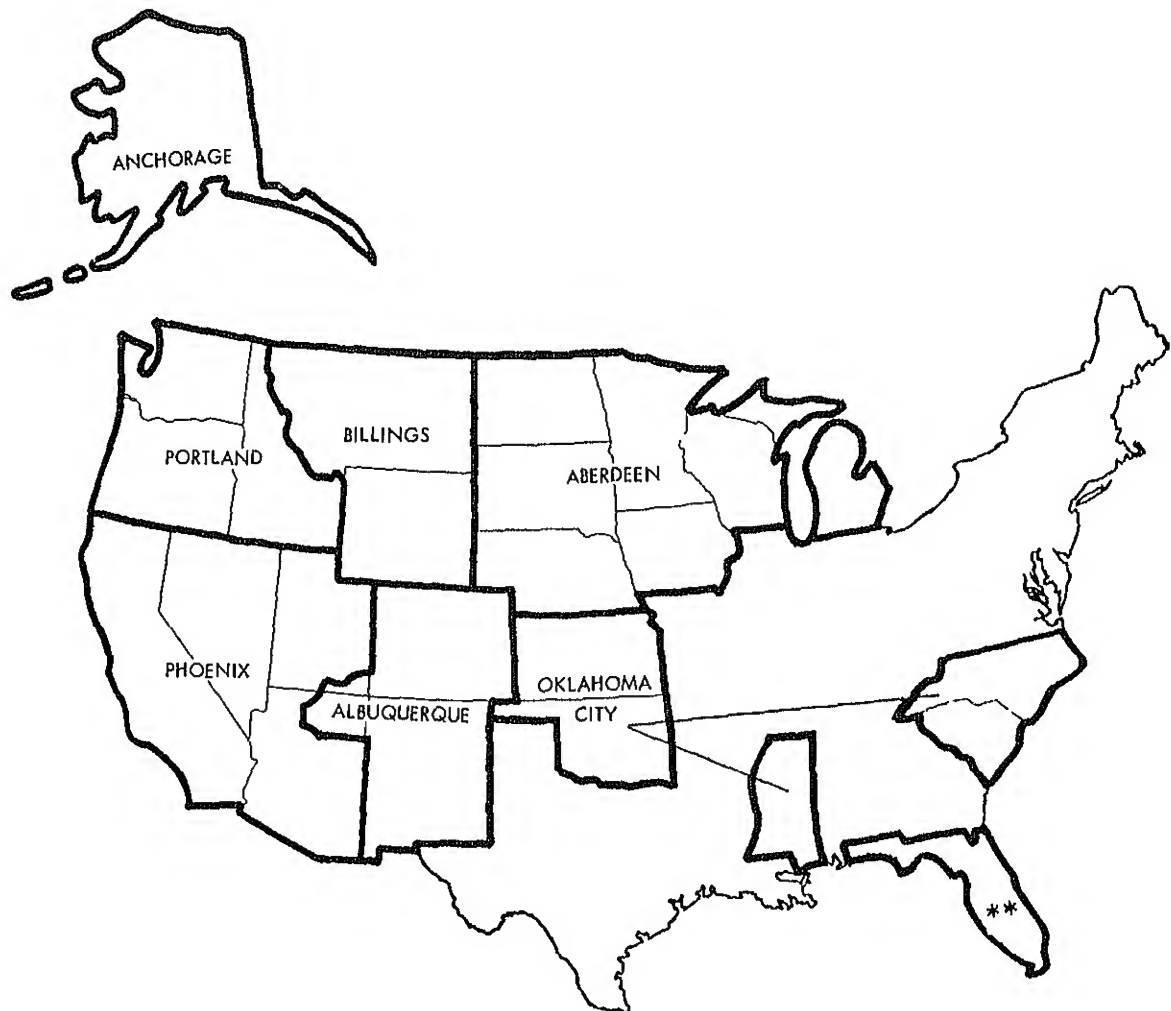 ANCHORAGE
BILLINGS
PORTLAND
ABERDEEN
PHOENIX
OKLAHOMA
CITY
ALBUQUERQUE
**